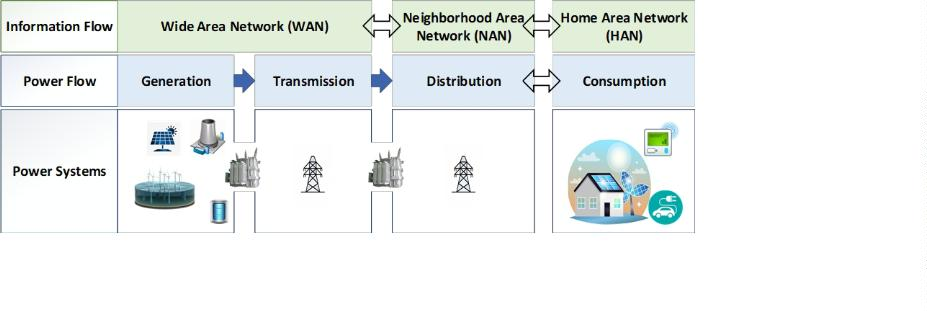 Information Flow
Wide Area Network (WAN)
Neighborhood Area
Network (NAN)
Home Area Network
(HAN)
Power Flow
Generation
Transmission
Distribution
Consumption
Power Systems